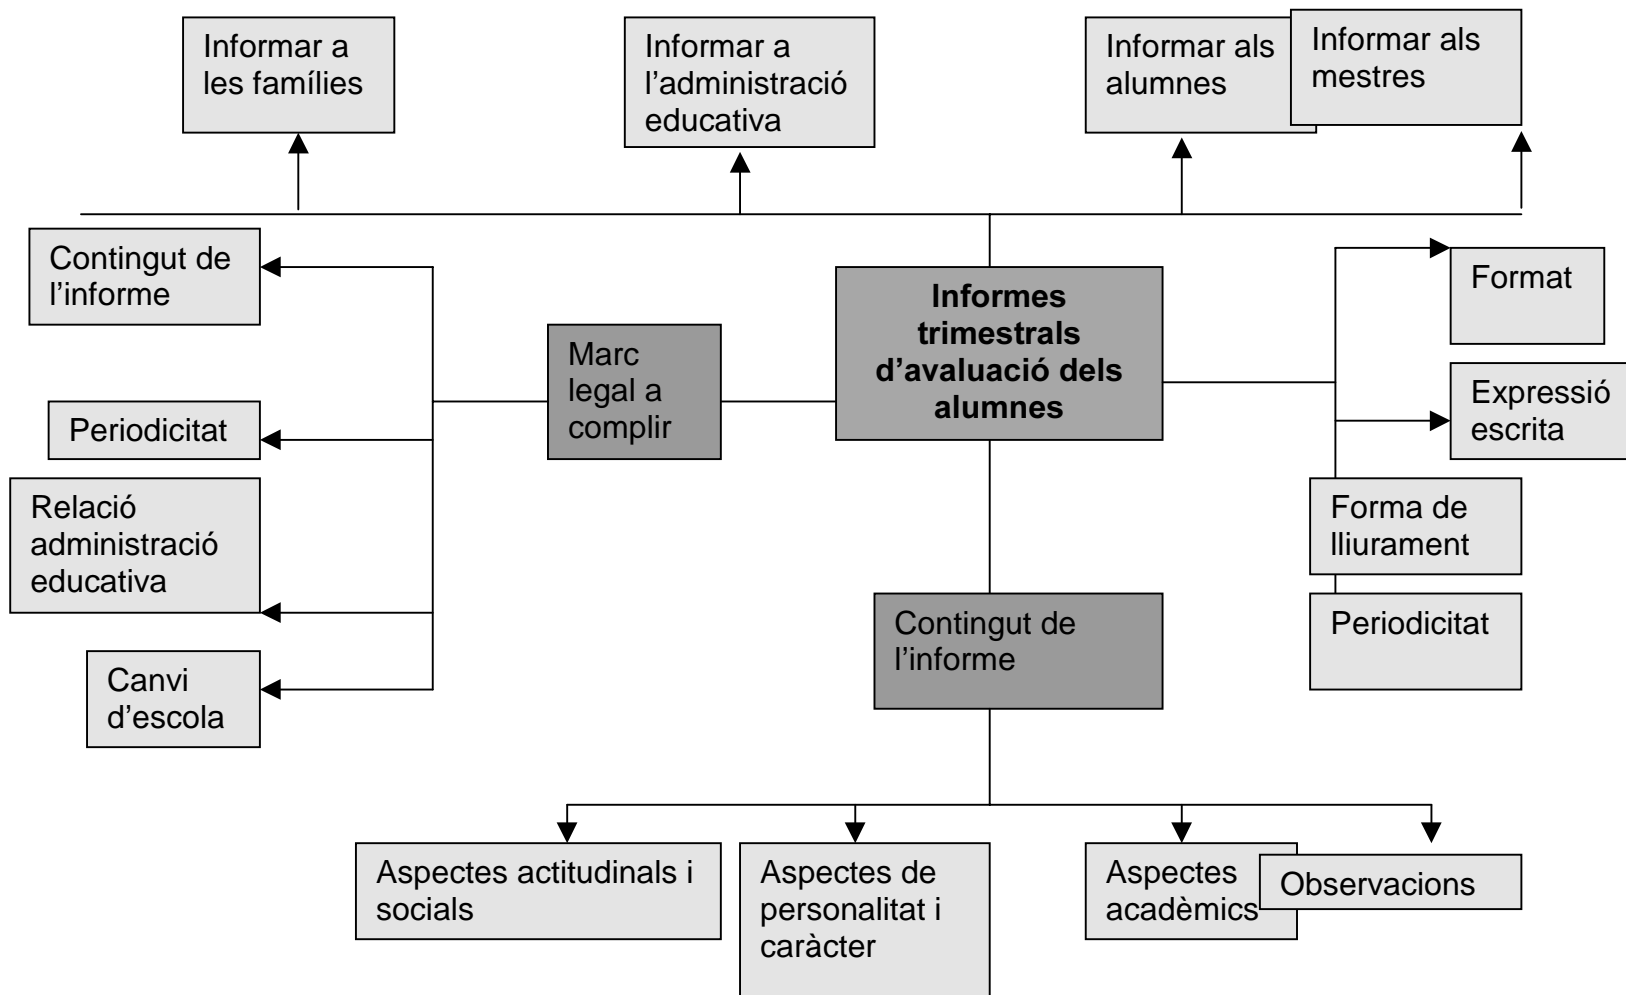 Informar a
les famílies
Informar a
l’administració
educativa
Informar als
alumnes
Informar als
mestres
Contingut de
l’informe
Periodicitat
Relació
administració
educativa
Canvi
d’escola
Marc
legal a
complir
Informes
trimestrals
d’avaluació dels
alumnes
Format
Expressió
escrita
Forma de
lliurament
Periodicitat
Contingut de
l’informe
Aspectes actitudinals i
socials
Aspectes de
personalitat i
caràcter
Aspectes
acadèmics
Observacions